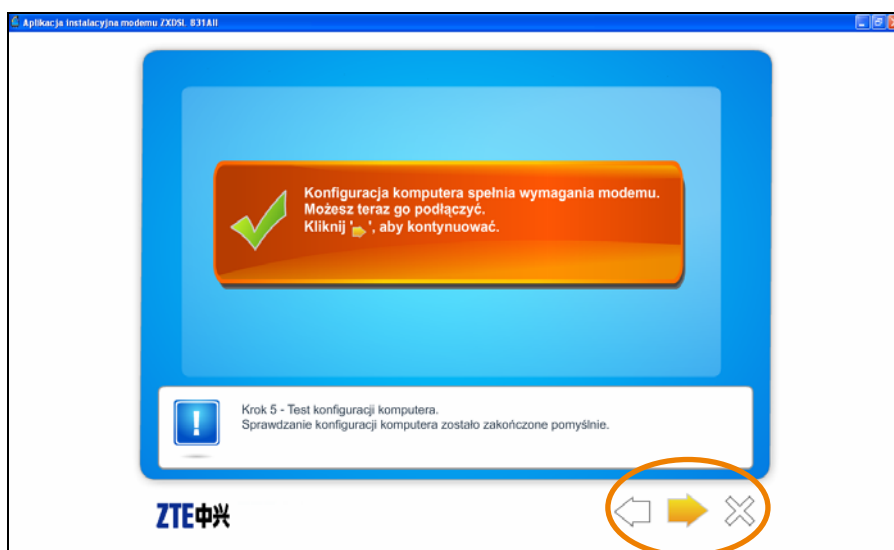 Aplikacja instalacyjna modemu ZXDSL 831AII
Konfiguracja komputera spełnia wymagania modemu.
Możesz teraz go podłączyć.
Kliknij '', aby kontynuować.
Krok 5 - Test konfiguracji komputera.
Sprawdzanie konfiguracji komputera zostało zakończone pomyślnie.
ZTE中兴